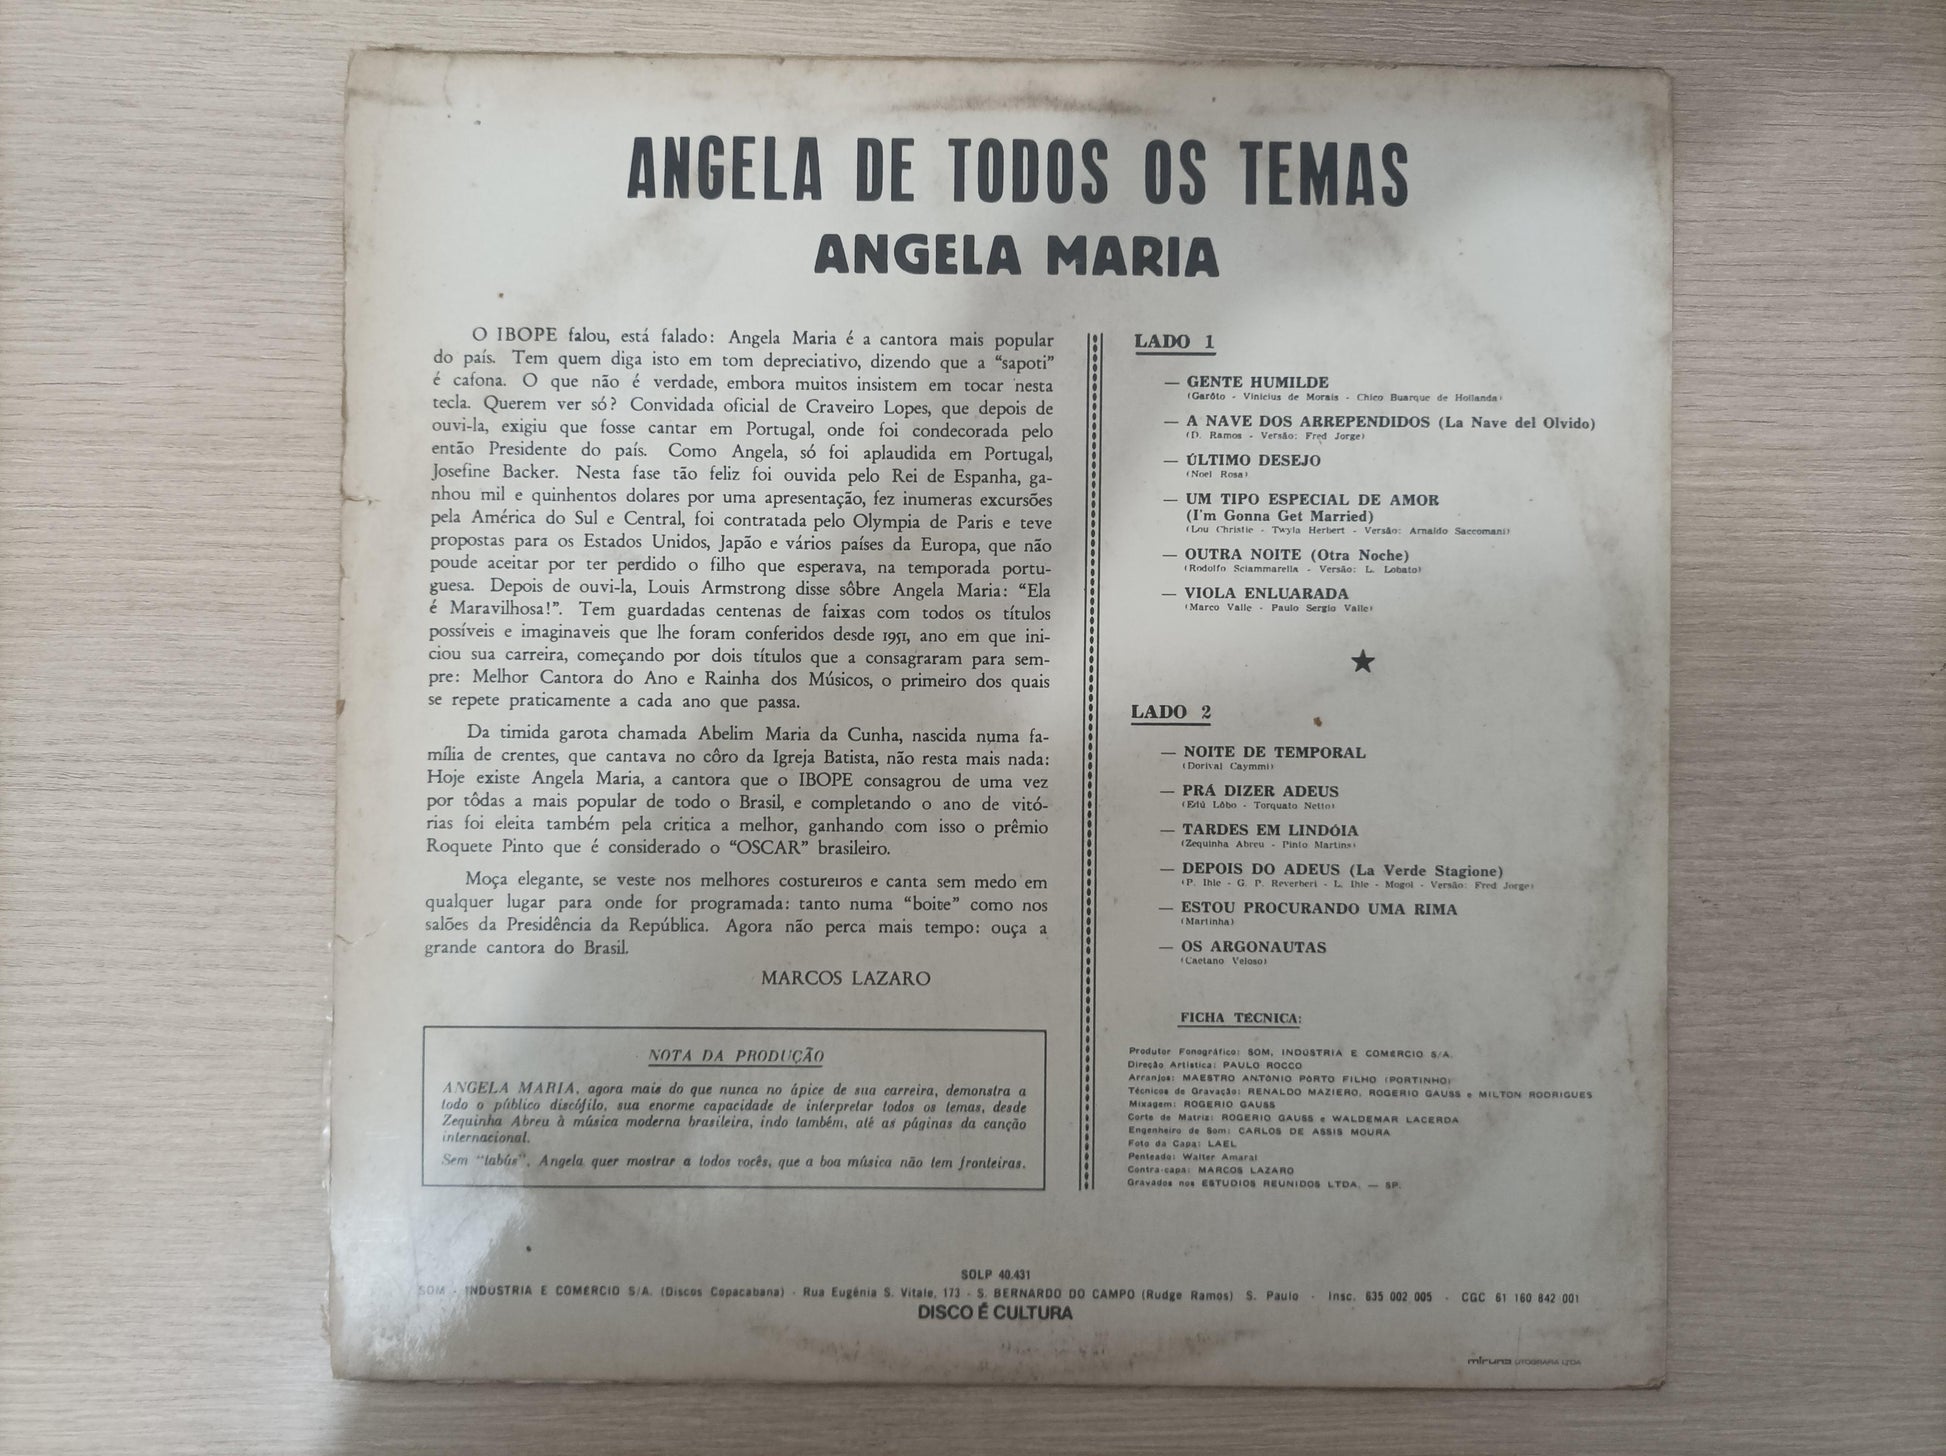 ANGELA DE TODOS OS TEMAS
ANGELA MARIA
O IBOPE falou, está falado: Angela Maria é a cantora mais popular
do país. Tem quem diga isto em tom depreciativo, dizendo que a “sapoti”
é cafona. O que não é verdade, embora muitos insistem em tocar nesta
tecla. Querem ver só? Convidada oficial de Craveiro Lopes, que depois de
ouvi-la, exigiu que fosse cantar em Portugal, onde foi condecorada pelo
então Presidente do país. Como Angela, só foi aplaudida em Portugal,
Josefine Backer. Nesta fase tão feliz foi ouvida pelo Rei de Espanha, ga-
nhou mil e quinhentos dolares por uma apresentação, fez inumeras excursões
pela América do Sul e Central, foi contratada pelo Olympia de Paris e teve
propostas para os Estados Unidos, Japão e vários países da Europa, que não
poude aceitar por ter perdido o filho que esperava, na temporada portu-
guesa. Depois de ouvi-la, Louis Armstrong disse sôbre Angela Maria: “Ela
é Maravilhosa!”. Tem guardadas centenas de faixas com todos os títulos
possíveis e imaginaveis que lhe foram conferidos desde 1951, ano em que ini-
ciou sua carreira, começando por dois títulos que a consagraram para sem-
pre: Melhor Cantora do Ano e Rainha dos Músicos, o primeiro dos quais
se repete praticamente a cada ano que passa.
Da timida garota chamada Abelim Maria da Cunha, nascida numa fa-
mília de crentes, que cantava no côro da Igreja Batista, não resta mais nada:
Hoje existe Angela Maria, a cantora que o IBOPE consagrou de uma vez
por tôdas a mais popular de todo o Brasil, e completando o ano de vitó-
rias foi eleita também pela critica a melhor, ganhando com isso o prêmio
Roquete Pinto que é considerado o “OSCAR” brasileiro.
Moça elegante, se veste nos melhores costureiros e canta sem medo em
qualquer lugar para onde for programada: tanto numa “boite” como nos
salões da Presidência da República. Agora não perca mais tempo: ouça a
grande cantora do Brasil.
MARCOS LAZARO
NOTA DA PRODUÇÃO
ANGELA MARIA, agora mais do que nunca no ápice de sua carreira, demonstra a
todo o público discófilo, sua enorme capacidade de interpretar todos os temas, desde
Zequinha Abreu à música moderna brasileira, indo também, até as páginas da canção
internacional.
Sem “tabús”, Angela quer mostrar a todos vocês, que a boa música não tem fronteiras.
LADO 1
— GENTE HUMILDE
(Garôto - Vinicius de Morais - Chico Buarque de Hollanda)
— A NAVE DOS ARREPENDIDOS (La Nave del Olvido)
(D. Ramos - Versão: Fred Jorge)
— ÚLTIMO DESEJO
(Noel Rosa)
— UM TIPO ESPECIAL DE AMOR
(I'm Gonna Get Married)
(Lou Christie - Twyla Herbert - Versão: Arnaldo Saccomani)
— OUTRA NOITE (Otra Noche)
(Rodolfo Sciammarella - Versão: L. Lobato)
— VIOLA ENLUARADA
(Marco Valle - Paulo Sergio Valle)
★
LADO 2
— NOITE DE TEMPORAL
(Dorival Caymmi)
— PRÁ DIZER ADEUS
(Edú Lôbo - Torquato Netto)
— TARDES EM LINDÓIA
(Zequinha Abreu - Pinto Martins)
— DEPOIS DO ADEUS (La Verde Stagione)
(P. Ihle - G. P. Reverberi - L. Ihle - Mogol - Versão: Fred Jorge)
— ESTOU PROCURANDO UMA RIMA
(Martinha)
— OS ARGONAUTAS
(Caetano Veloso)
FICHA TÉCNICA:
Produtor Fonográfico: SOM, INDÚSTRIA E COMÉRCIO S/A.
Direção Artística: PAULO ROCCO
Arranjos: MAESTRO ANTÔNIO PORTO FILHO (PORTINHO)
Técnicos de Gravação: RENALDO MAZIERO, ROGERIO GAUSS e MILTON RODRIGUES
Mixagem: ROGERIO GAUSS
Corte de Matriz: ROGERIO GAUSS e WALDEMAR LACERDA
Engenheiro de Som: CARLOS DE ASSIS MOURA
Foto da Capa: LAEL
Penteado: Walter Amaral
Contra-capa: MARCOS LAZARO
Gravados nos ESTUDIOS REUNIDOS LTDA. — SP.
SOLP 40.431
SOM - INDÚSTRIA E COMÉRCIO S/A. (Discos Copacabana) - Rua Eugênia S. Vitale, 173 - S. BERNARDO DO CAMPO (Rudge Ramos) S. Paulo - Insc. 635 002 005 - CGC 61 160 842 001
DISCO É CULTURA
miruna LITOGRAFIA LTDA